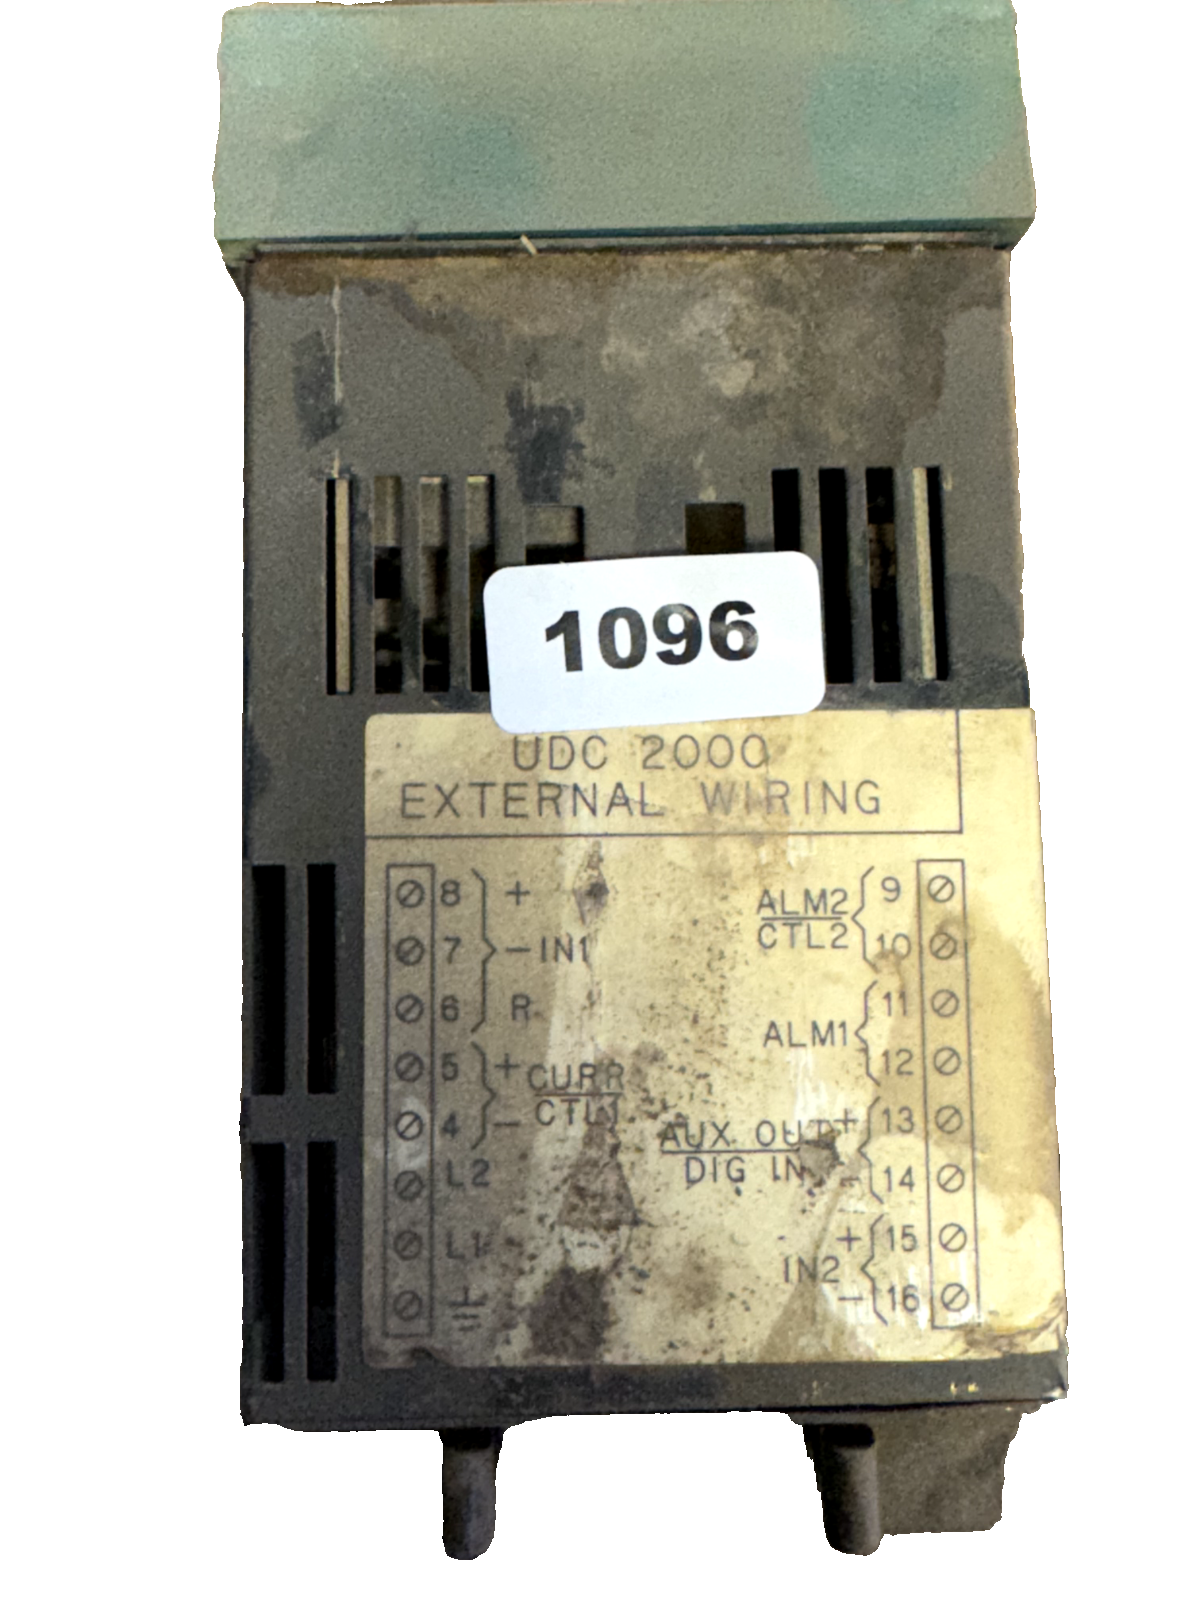 1096
UDC 2000
EXTERNAL WIRING
8 +
7 - IN1
6 R
5 + CURR
CTL1
4 -
L2
L1
ALM2 9
CTL2 10
ALM1 11
12
AUX OUT + 13
DIG IN - 14
+ 15
IN2
- 16